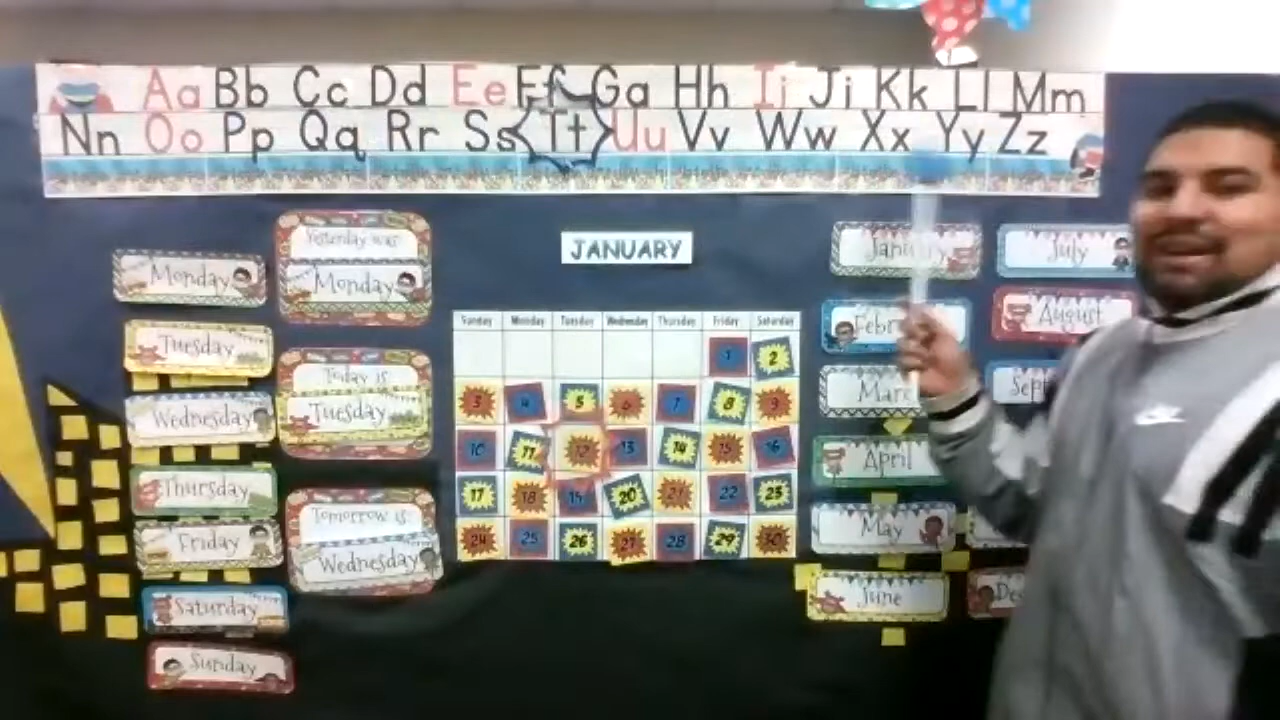 Aa Bb Cc Dd Ee Ff Gg Hh Ii Jj Kk Ll Mm
Nn Oo Pp Qq Rr Ss Tt Uu Vv Ww Xx Yy Zz
JANUARY
Monday
Tuesday
Wednesday
Thursday
Friday
Saturday
Sunday
Yesterday was
Monday
Today is
Tuesday
Tomorrow is:
Wednesday
Sunday Monday Tuesday Wednesday Thursday Friday Saturday
1 2
3 4 5 6 7 8 9
10 11 12 13 14 15 16
17 18 19 20 21 22 23
24 25 26 27 28 29 30
January
Febr
Marc
April
May
June
July
August
Sept
De